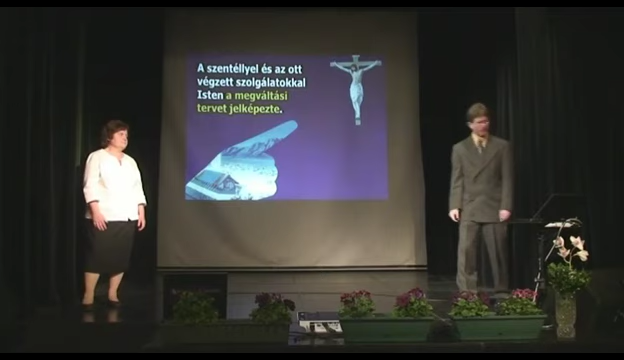 A szentéllyel és az ott
végzett szolgálatokkal
Isten a megváltási
tervet jelképezte.